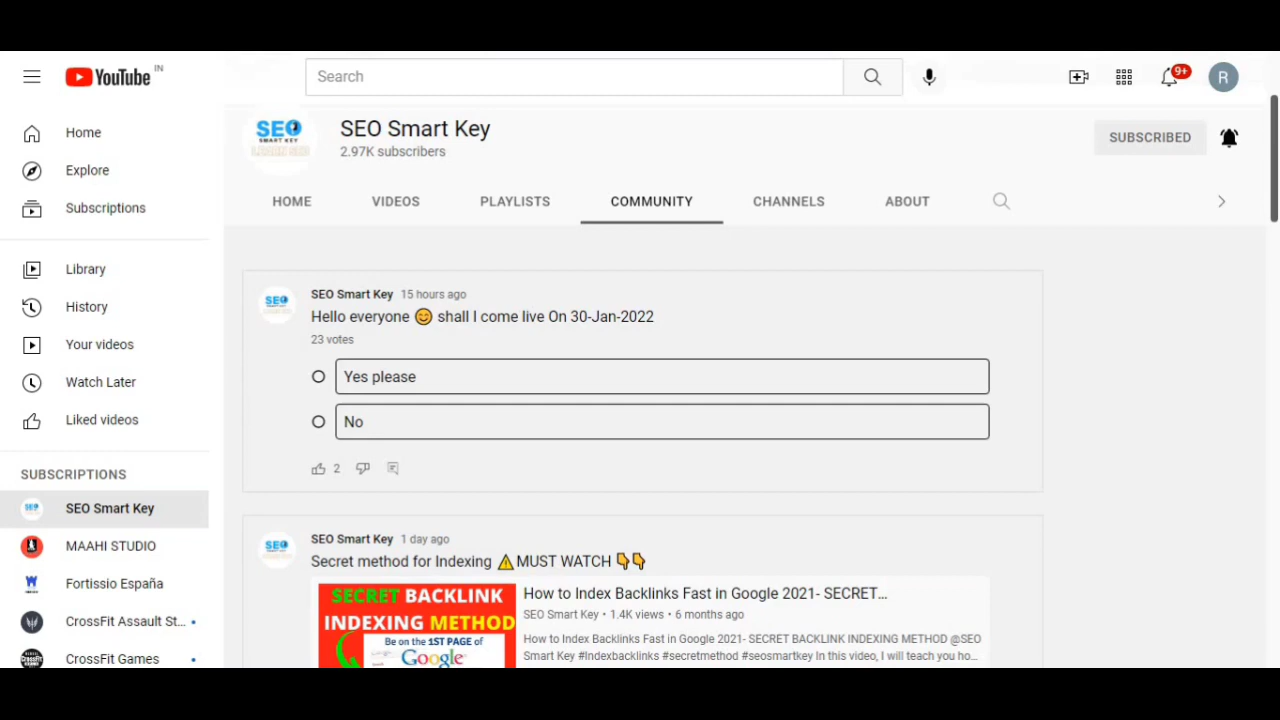 YouTube IN
Search
9+
R
Home
Explore
Subscriptions
Library
History
Your videos
Watch Later
Liked videos
SUBSCRIPTIONS
SEO Smart Key
MAAHI STUDIO
Fortissio España
CrossFit Assault St...
CrossFit Games
SEO
SMART KEY
LEARN SEO
SEO Smart Key
2.97K subscribers
SUBSCRIBED
HOME VIDEOS PLAYLISTS COMMUNITY CHANNELS ABOUT
SEO Smart Key 15 hours ago
Hello everyone 😊 shall I come live On 30-Jan-2022
23 votes
Yes please
No
2
SEO Smart Key 1 day ago
Secret method for Indexing ⚠MUST WATCH 👇👇
SECRET BACKLINK
INDEXING METHOD
Be on the 1ST PAGE of
Google
How to Index Backlinks Fast in Google 2021- SECRET...
SEO Smart Key • 1.4K views • 6 months ago
How to Index Backlinks Fast in Google 2021- SECRET BACKLINK INDEXING METHOD @SEO
Smart Key #Indexbacklinks #secretmethod #seosmartkey In this video, I will teach you ho...